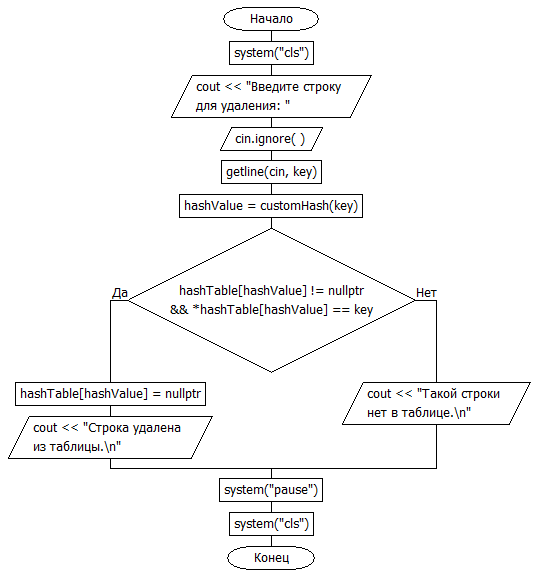 Начало
system("cls")
cout << "Введите строку
для удаления: "
cin.ignore( )
getline(cin, key)
hashValue = customHash(key)
hashTable[hashValue] != nullptr
&& *hashTable[hashValue] == key
Да
Нет
hashTable[hashValue] = nullptr
cout << "Строка удалена
из таблицы.\n"
cout << "Такой строки
нет в таблице.\n"
system("pause")
system("cls")
Конец